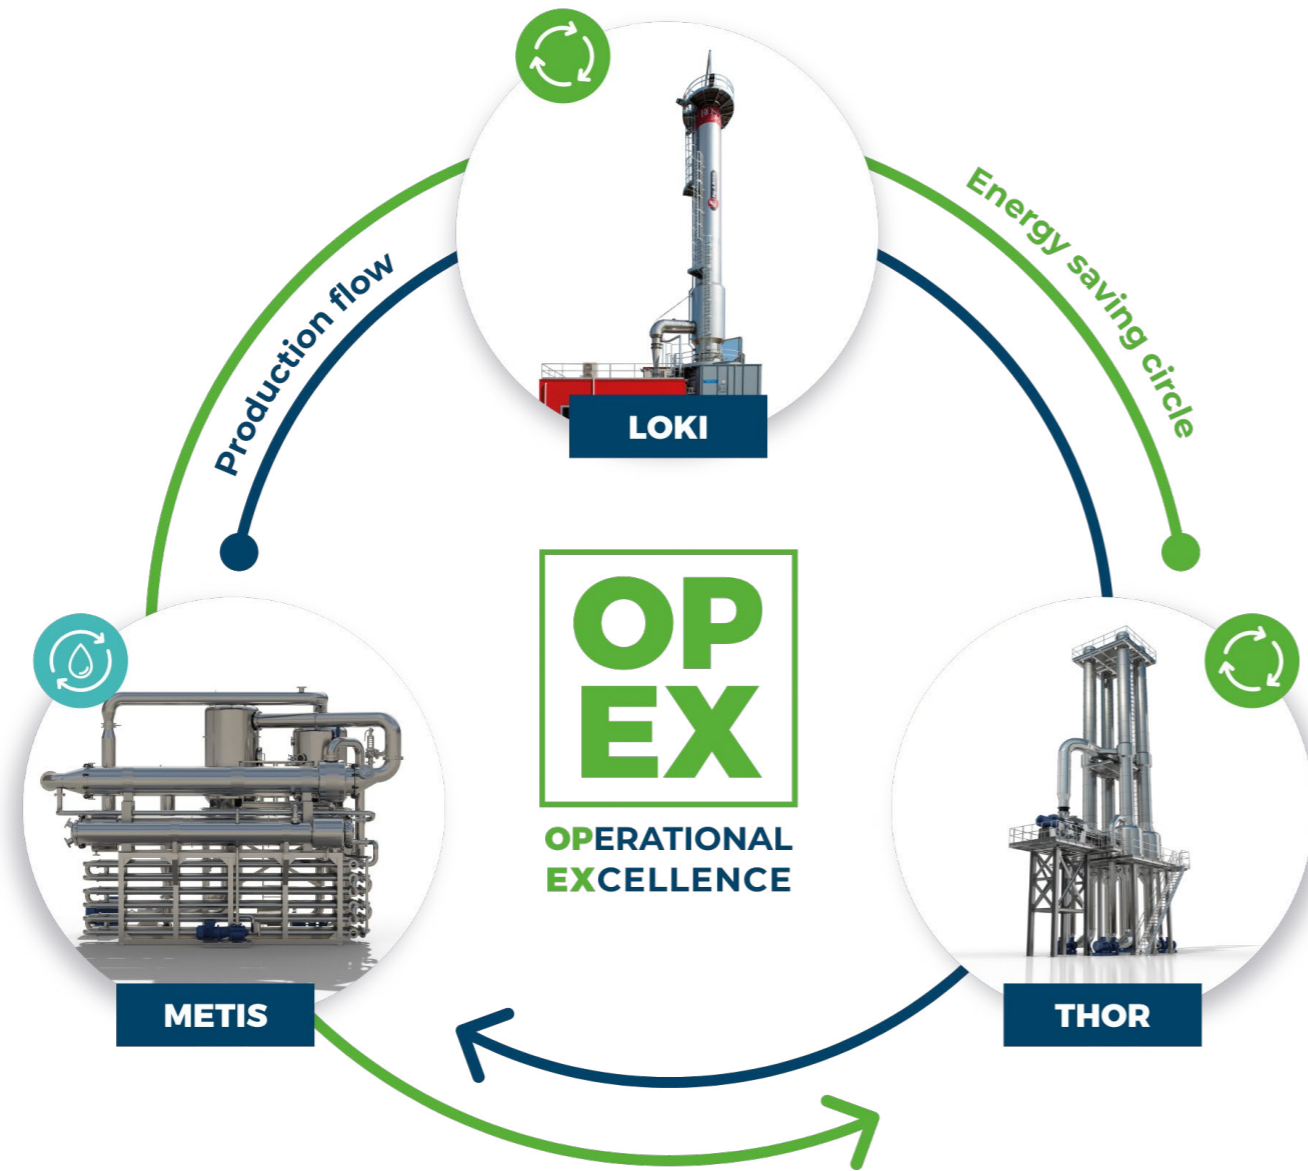 Energy saving circle
Production flow
LOKI
OP
EX
OPERATIONAL
EXCELLENCE
METIS
THOR